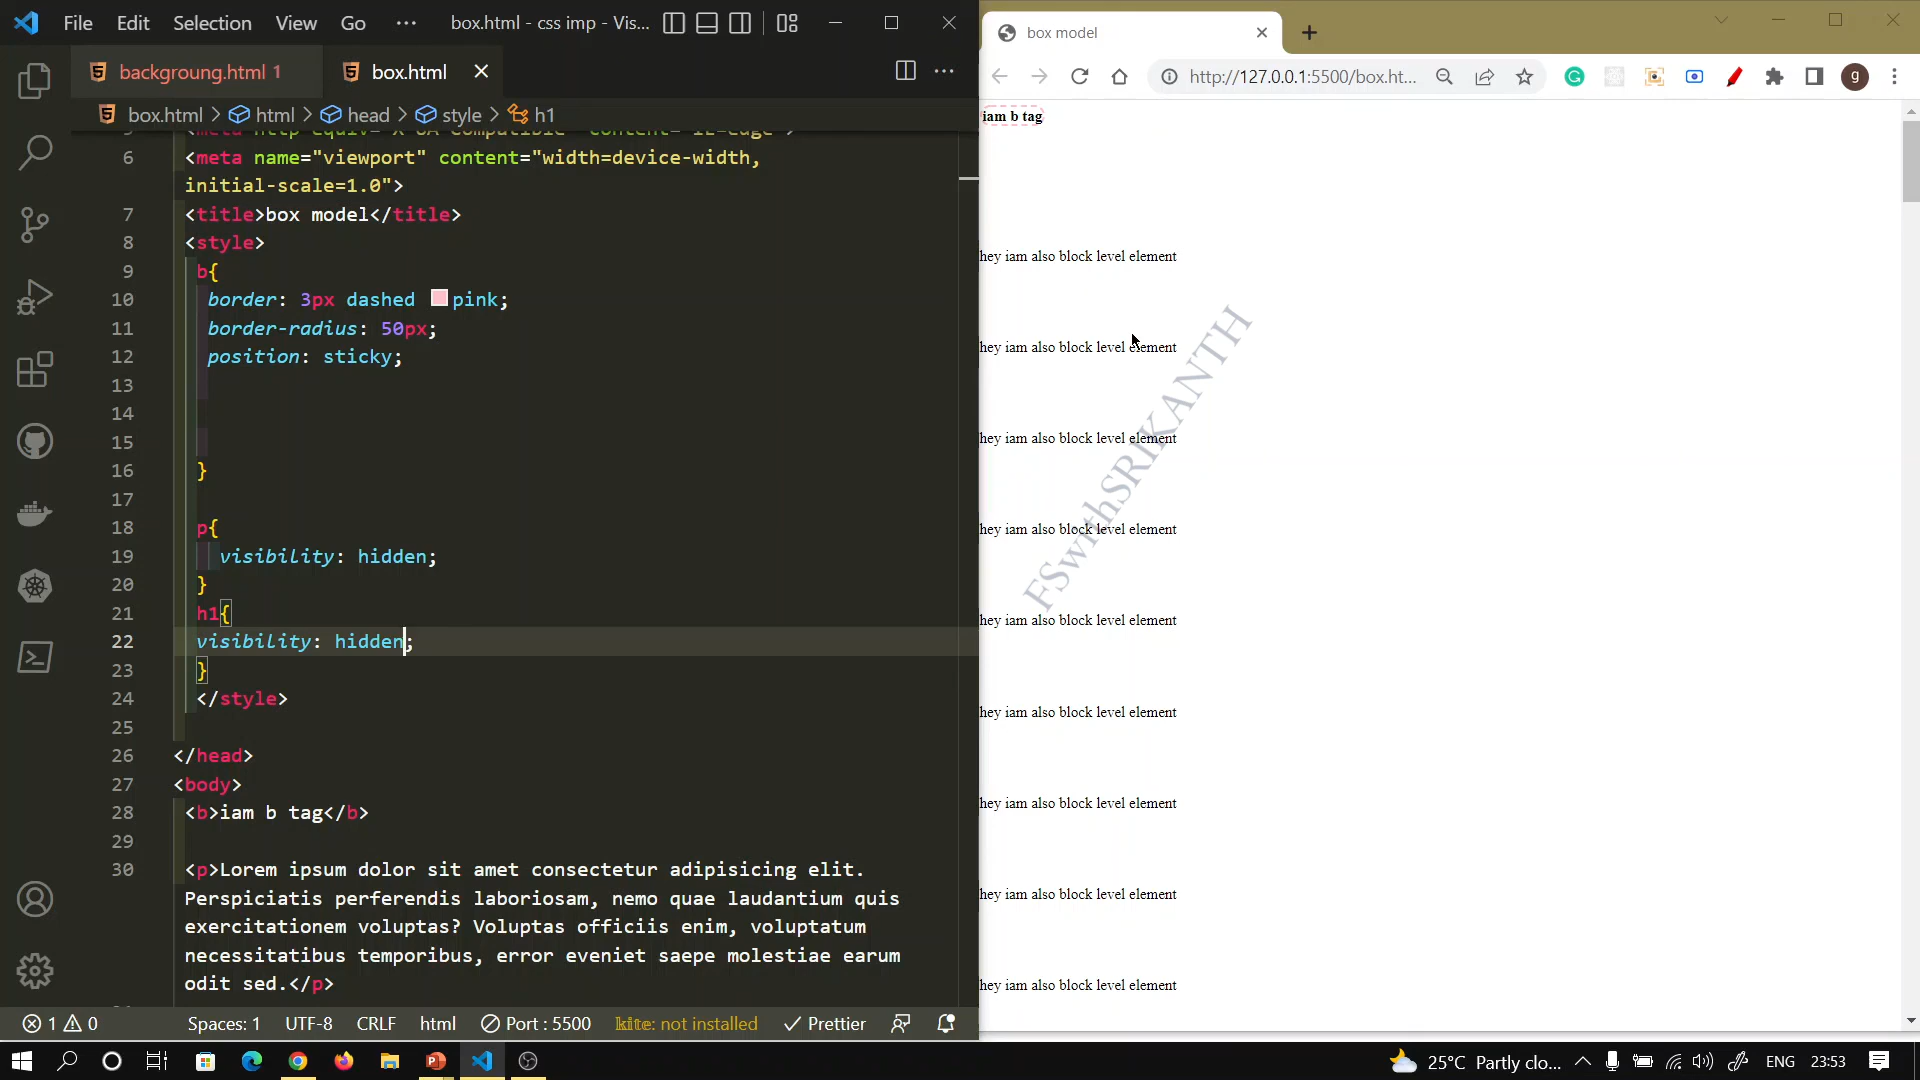 File Edit Selection View Go ··· box.html - css imp - Vis...
backgroung.html 1 box.html
box.html > html > head > style > h1
6 <meta name="viewport" content="width=device-width,
initial-scale=1.0">
7 <title>box model</title>
8 <style>
9 b{
10 border: 3px dashed pink;
11 border-radius: 50px;
12 position: sticky;
13
14
15
16 }
17
18 p{
19 visibility: hidden;
20 }
21 h1{
22 visibility: hidden;
23 }
24 </style>
25
26 </head>
27 <body>
28 <b>iam b tag</b>
29
30 <p>Lorem ipsum dolor sit amet consectetur adipisicing elit.
Perspiciatis perferendis laboriosam, nemo quae laudantium quis
exercitationem voluptas? Voluptas officiis enim, voluptatum
necessitatibus temporibus, error eveniet saepe molestiae earum
odit sed.</p>
1 0 Spaces: 1 UTF-8 CRLF html Port : 5500 kite: not installed Prettier
box model
http://127.0.0.1:5500/box.ht...
g
iam b tag
hey iam also block level element
hey iam also block level element
hey iam also block level element
hey iam also block level element
hey iam also block level element
hey iam also block level element
hey iam also block level element
hey iam also block level element
hey iam also block level element
FSwithSRIKANTH
25°C Partly clo... ENG 23:53